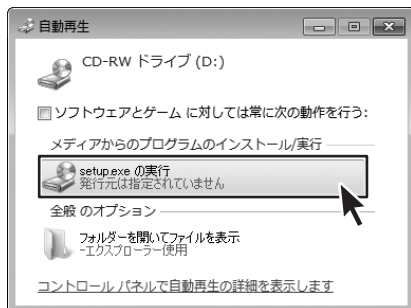 自動再生
CD-RW ドライブ (D:)
ソフトウェアとゲーム に対しては常に次の動作を行う:
メディアからのプログラムのインストール/実行
setup.exe の実行
発行元は指定されていません
全般 のオプション
フォルダーを開いてファイルを表示
-エクスプローラー使用
コントロール パネルで自動再生の詳細を表示します